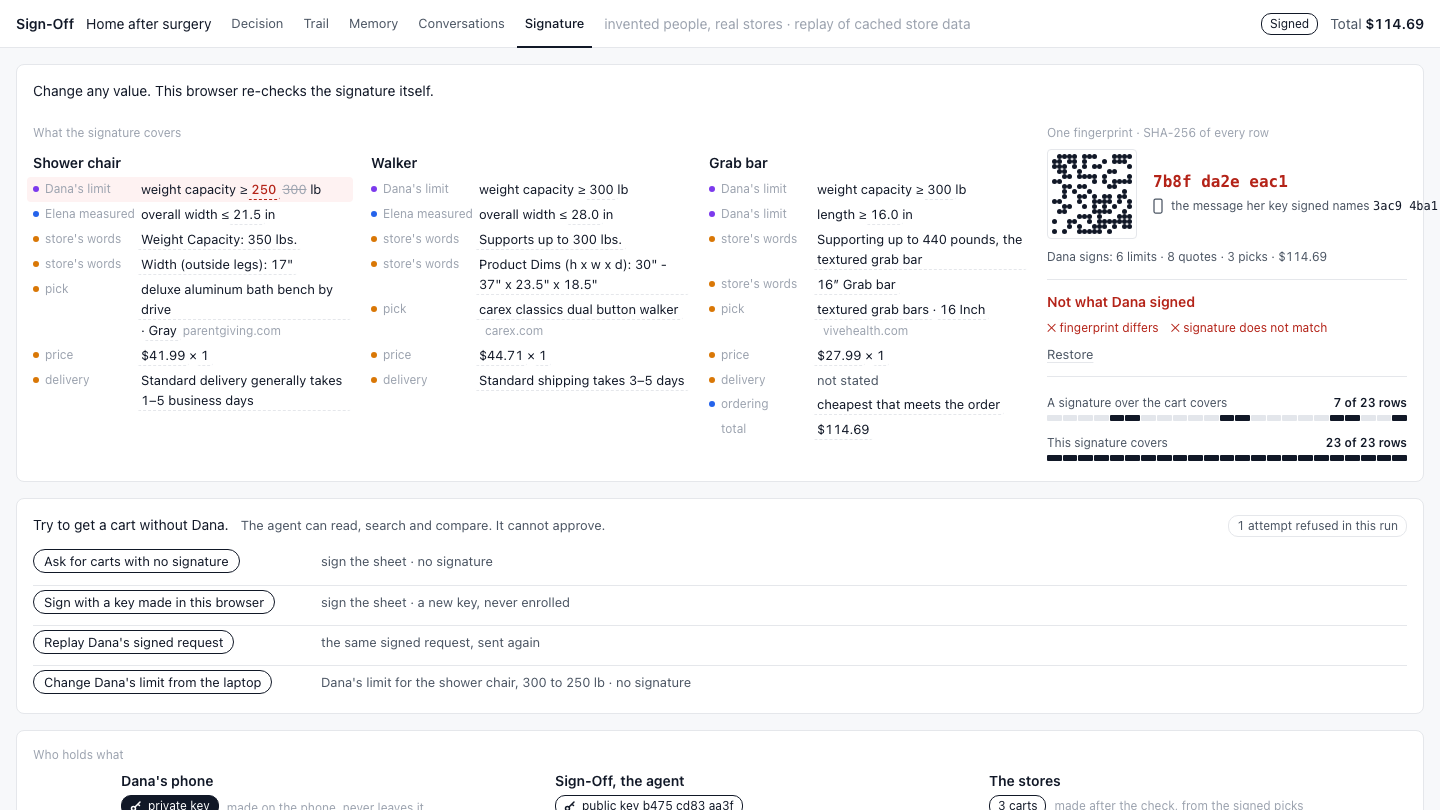 Sign-Off Home after surgery Decision Trail Memory Conversations Signature invented people, real stores · replay of cached store data Signed Total $114.69
Change any value. This browser re-checks the signature itself.
What the signature covers
Shower chair
Dana's limit weight capacity ≥ 250 300 lb
Elena measured overall width ≤ 21.5 in
store's words Weight Capacity: 350 lbs.
store's words Width (outside legs): 17"
pick deluxe aluminum bath bench by
drive
· Gray parentgiving.com
price $41.99 × 1
delivery Standard delivery generally takes
1–5 business days
Walker
Dana's limit weight capacity ≥ 300 lb
Elena measured overall width ≤ 28.0 in
store's words Supports up to 300 lbs.
store's words Product Dims (h x w x d): 30" -
37" x 23.5" x 18.5"
pick carex classics dual button walker
carex.com
price $44.71 × 1
delivery Standard shipping takes 3–5 days
Grab bar
Dana's limit weight capacity ≥ 300 lb
Dana's limit length ≥ 16.0 in
store's words Supporting up to 440 pounds, the
textured grab bar
store's words 16″ Grab bar
pick textured grab bars · 16 Inch
vivehealth.com
price $27.99 × 1
delivery not stated
ordering cheapest that meets the order
total $114.69
One fingerprint · SHA-256 of every row
7b8f da2e eac1
the message her key signed names 3ac9 4ba1
Dana signs: 6 limits · 8 quotes · 3 picks · $114.69
Not what Dana signed
fingerprint differs signature does not match
Restore
A signature over the cart covers 7 of 23 rows
This signature covers 23 of 23 rows
Try to get a cart without Dana. The agent can read, search and compare. It cannot approve. 1 attempt refused in this run
Ask for carts with no signature sign the sheet · no signature
Sign with a key made in this browser sign the sheet · a new key, never enrolled
Replay Dana's signed request the same signed request, sent again
Change Dana's limit from the laptop Dana's limit for the shower chair, 300 to 250 lb · no signature
Who holds what
Dana's phone Sign-Off, the agent The stores
private key made on the phone, never leaves it public key b475 cd83 aa3f 3 carts made after the check, from the signed picks